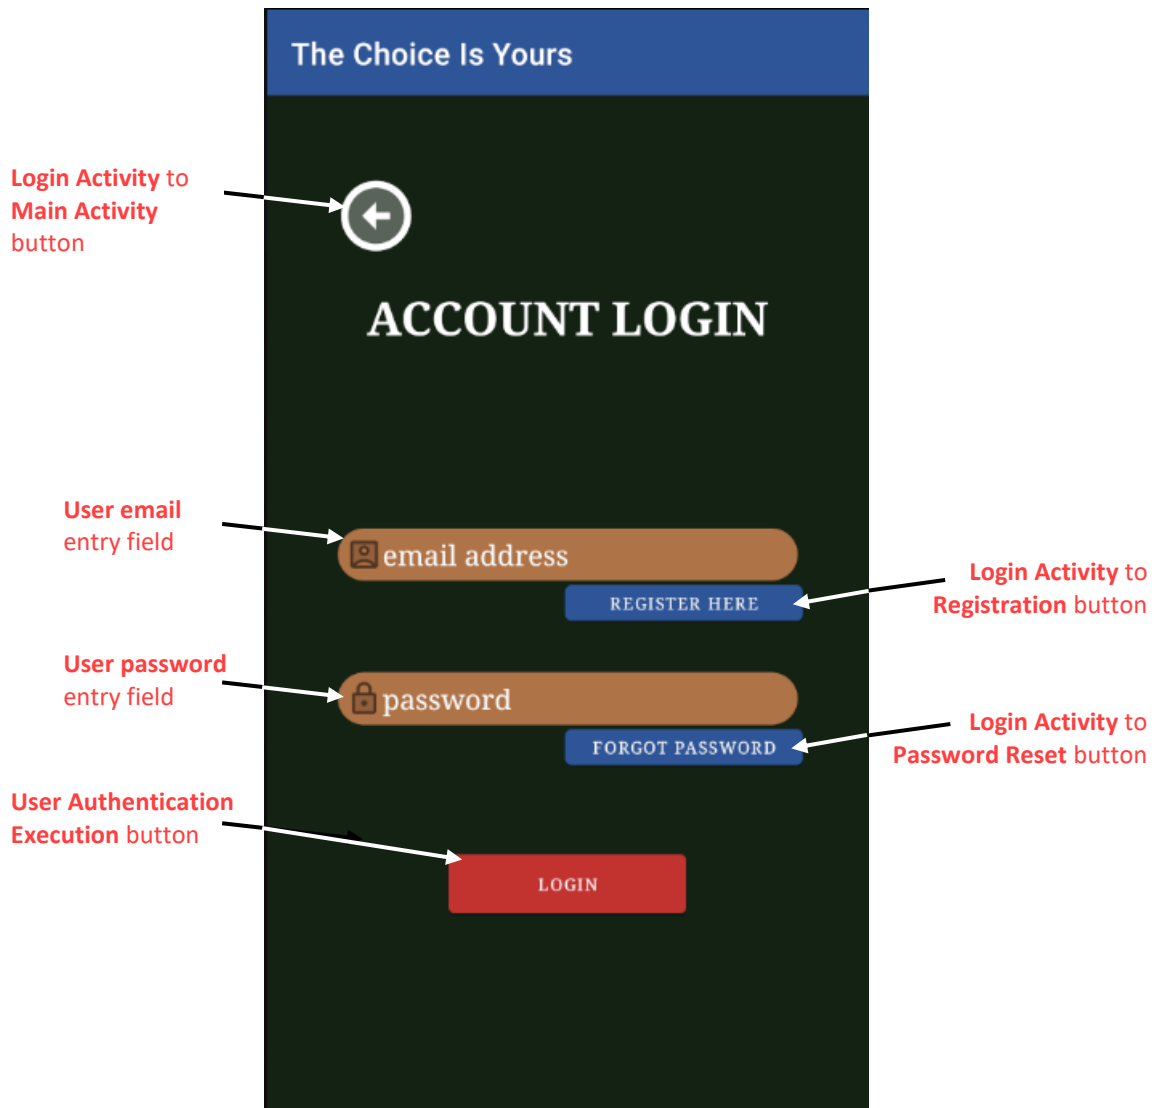 The Choice Is Yours
Login Activity to
Main Activity
button
ACCOUNT LOGIN
User email
entry field
email address
REGISTER HERE
Login Activity to
Registration button
User password
entry field
password
FORGOT PASSWORD
Login Activity to
Password Reset button
User Authentication
Execution button
LOGIN